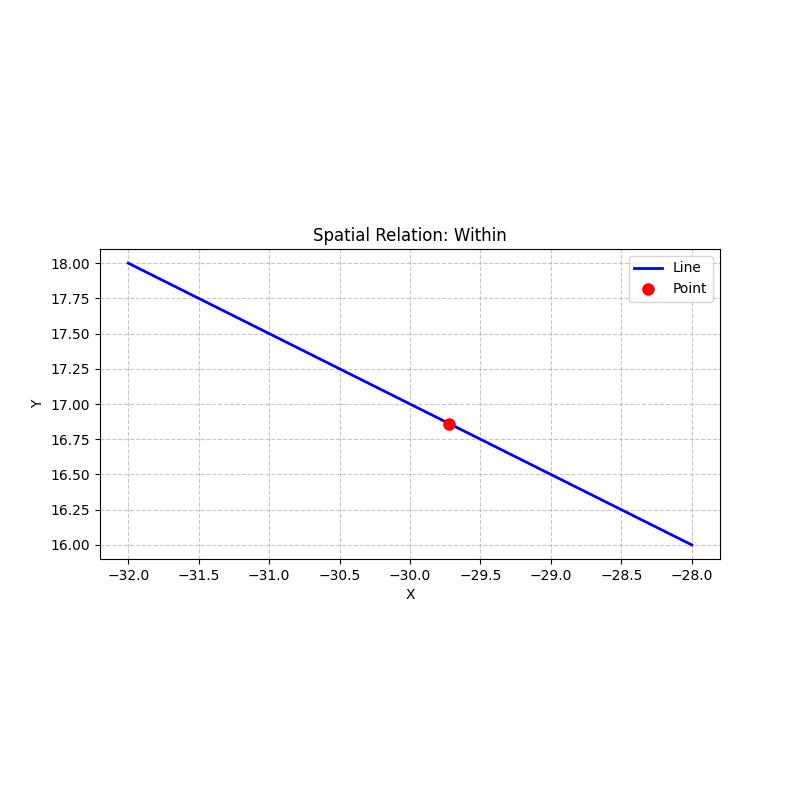 Spatial Relation: Within
Line
Point
18.00
17.75
17.50
17.25
17.00
16.75
16.50
16.25
16.00
Y
−32.0 −31.5 −31.0 −30.5 −30.0 −29.5 −29.0 −28.5 −28.0
X